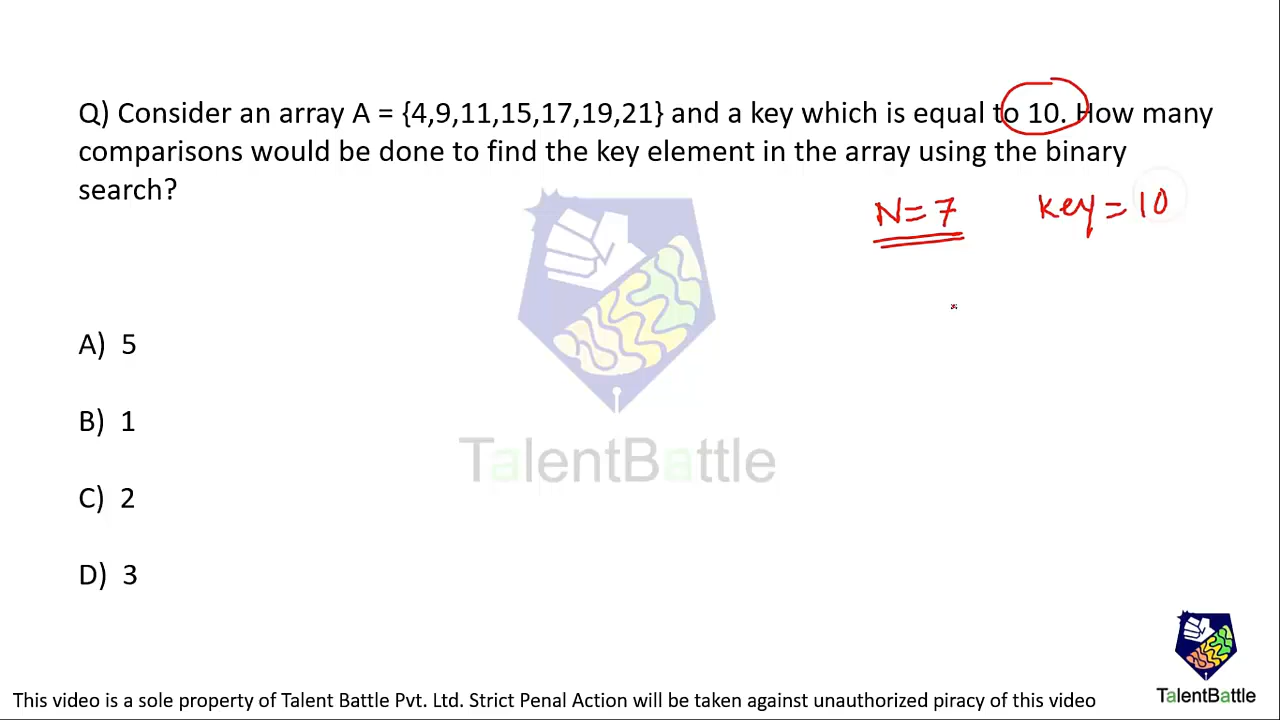 Q) Consider an array A = {4,9,11,15,17,19,21} and a key which is equal to 10. How many
comparisons would be done to find the key element in the array using the binary
search?
N=7 key=10
A) 5
B) 1
C) 2
D) 3
TalentBattle
TalentBattle
This video is a sole property of Talent Battle Pvt. Ltd. Strict Penal Action will be taken against unauthorized piracy of this video